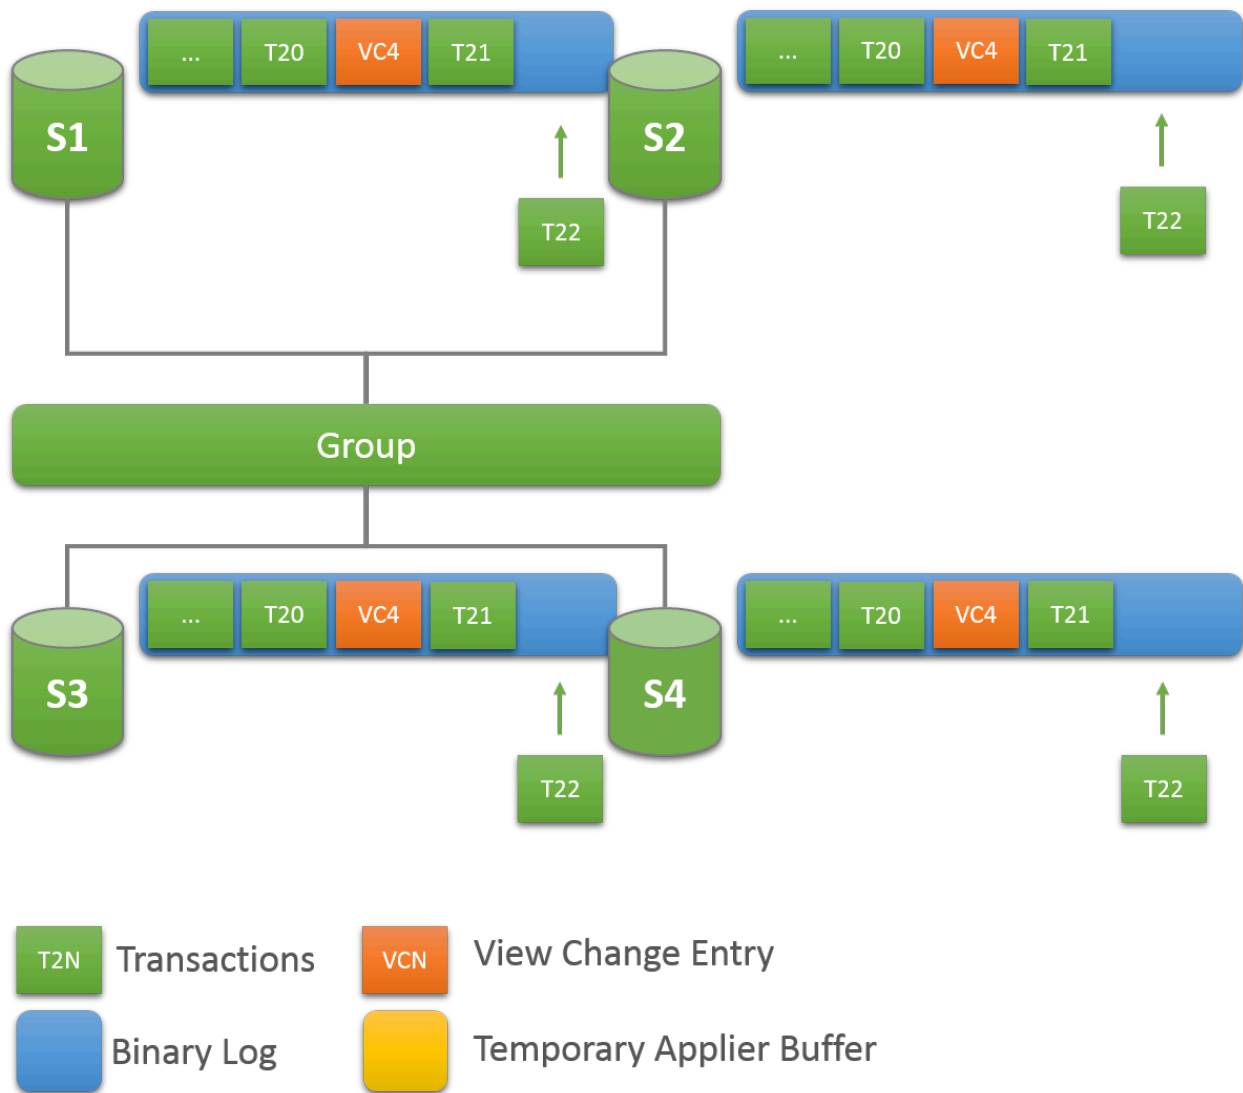 ... T20 VC4 T21
... T20 VC4 T21
S1
S2
T22
T22
Group
... T20 VC4 T21
... T20 VC4 T21
S3
S4
T22
T22
T2N Transactions
VCN View Change Entry
Binary Log
Temporary Applier Buffer